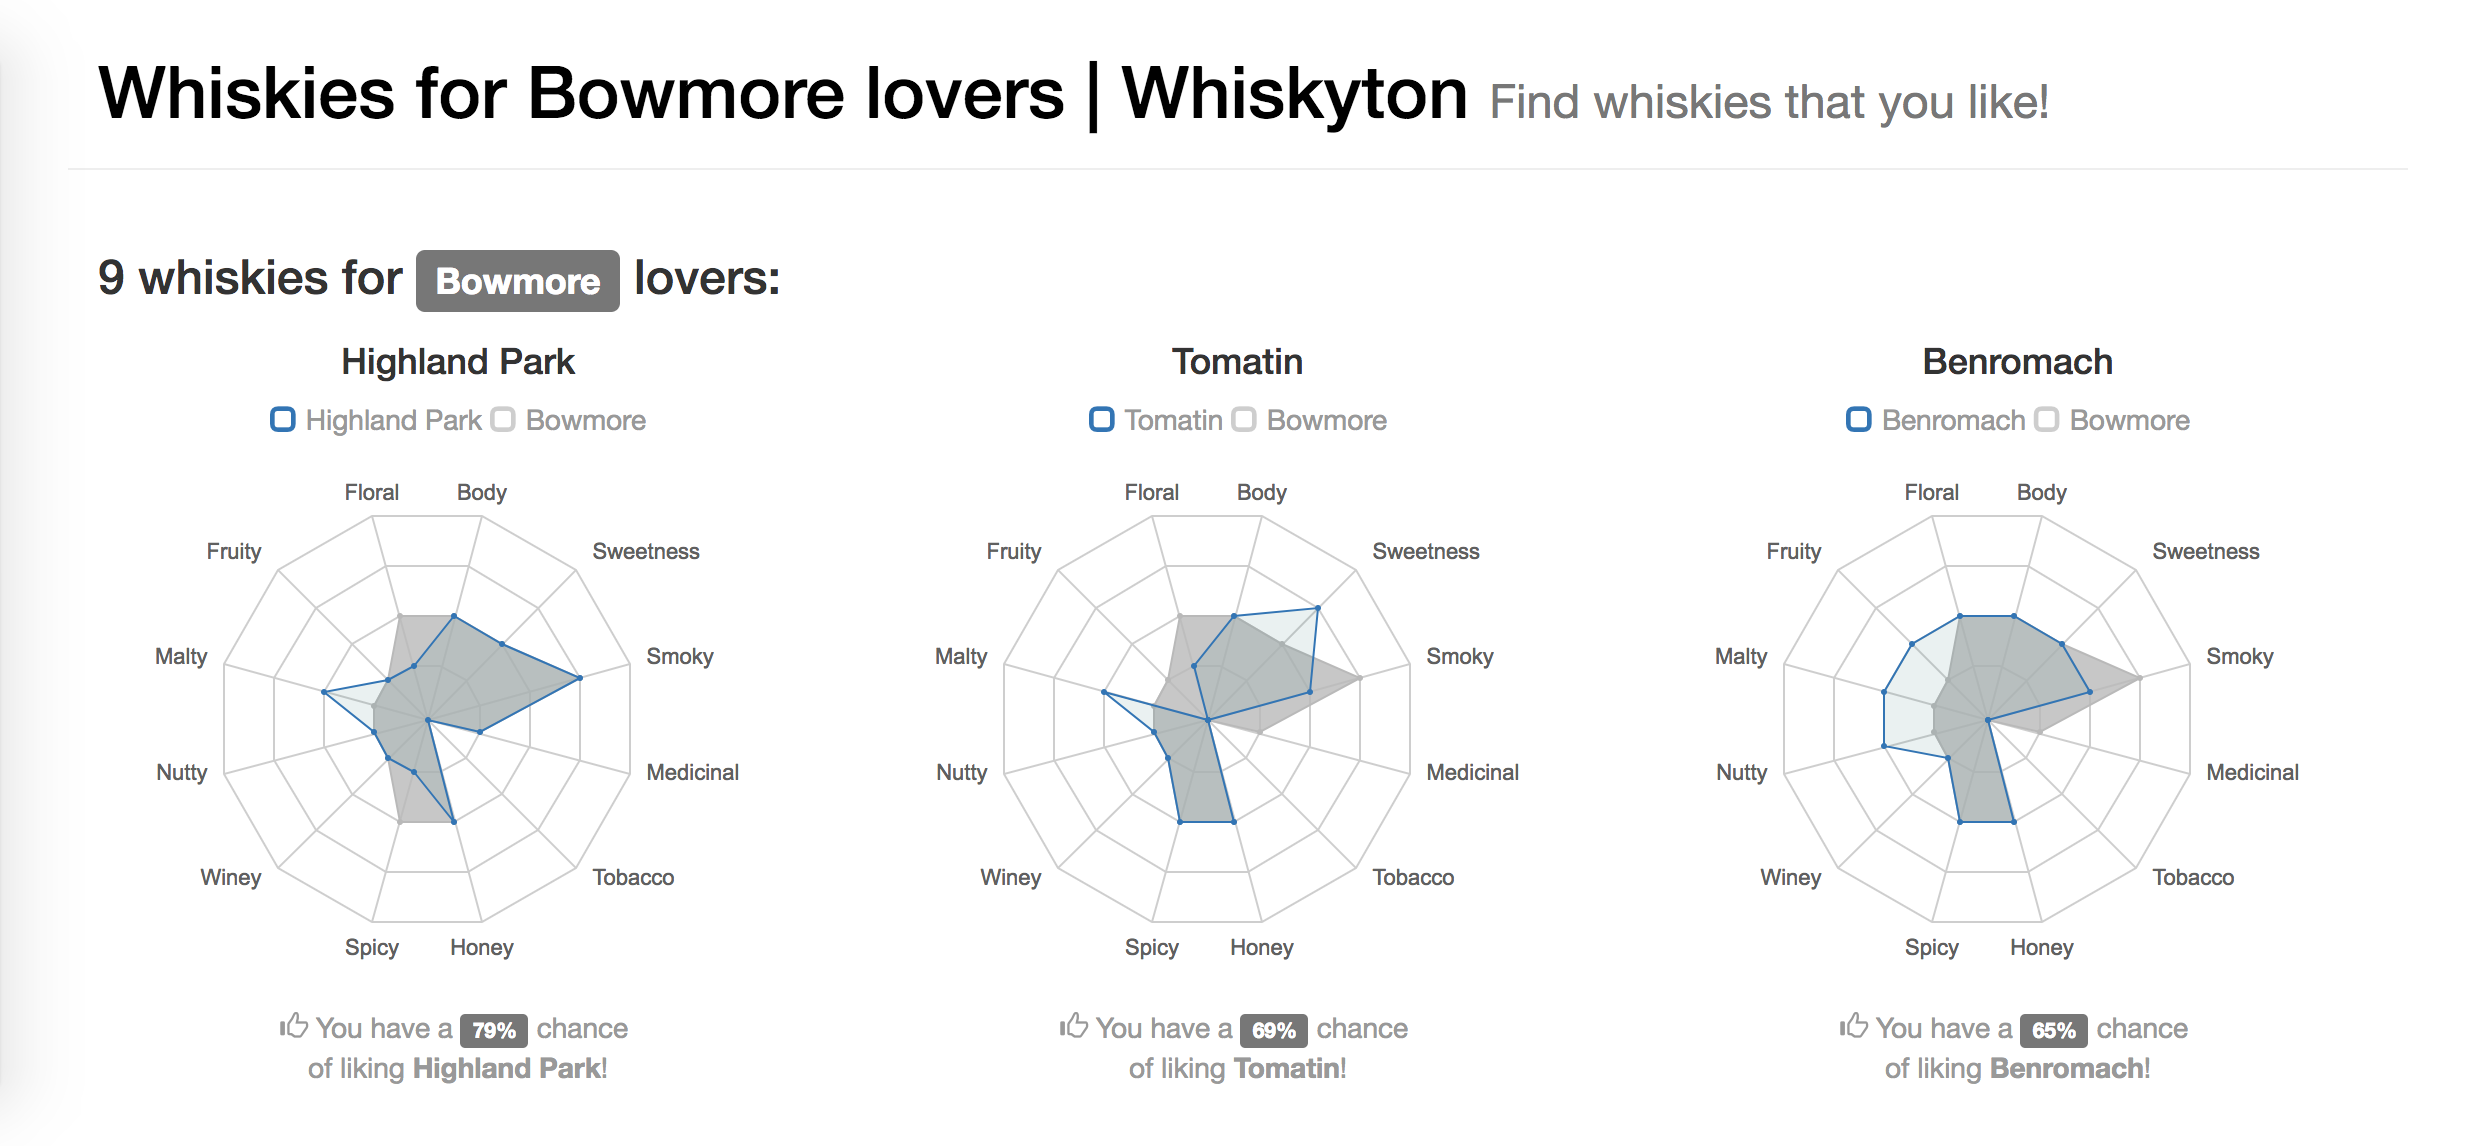 Whiskies for Bowmore lovers | Whiskyton Find whiskies that you like!
9 whiskies for Bowmore lovers:
Highland Park
Highland Park Bowmore
Floral Body
Fruity Sweetness
Malty Smoky
Nutty Medicinal
Winey Tobacco
Spicy Honey
You have a 79% chance
of liking Highland Park!
Tomatin
Tomatin Bowmore
Floral Body
Fruity Sweetness
Malty Smoky
Nutty Medicinal
Winey Tobacco
Spicy Honey
You have a 69% chance
of liking Tomatin!
Benromach
Benromach Bowmore
Floral Body
Fruity Sweetness
Malty Smoky
Nutty Medicinal
Winey Tobacco
Spicy Honey
You have a 65% chance
of liking Benromach!